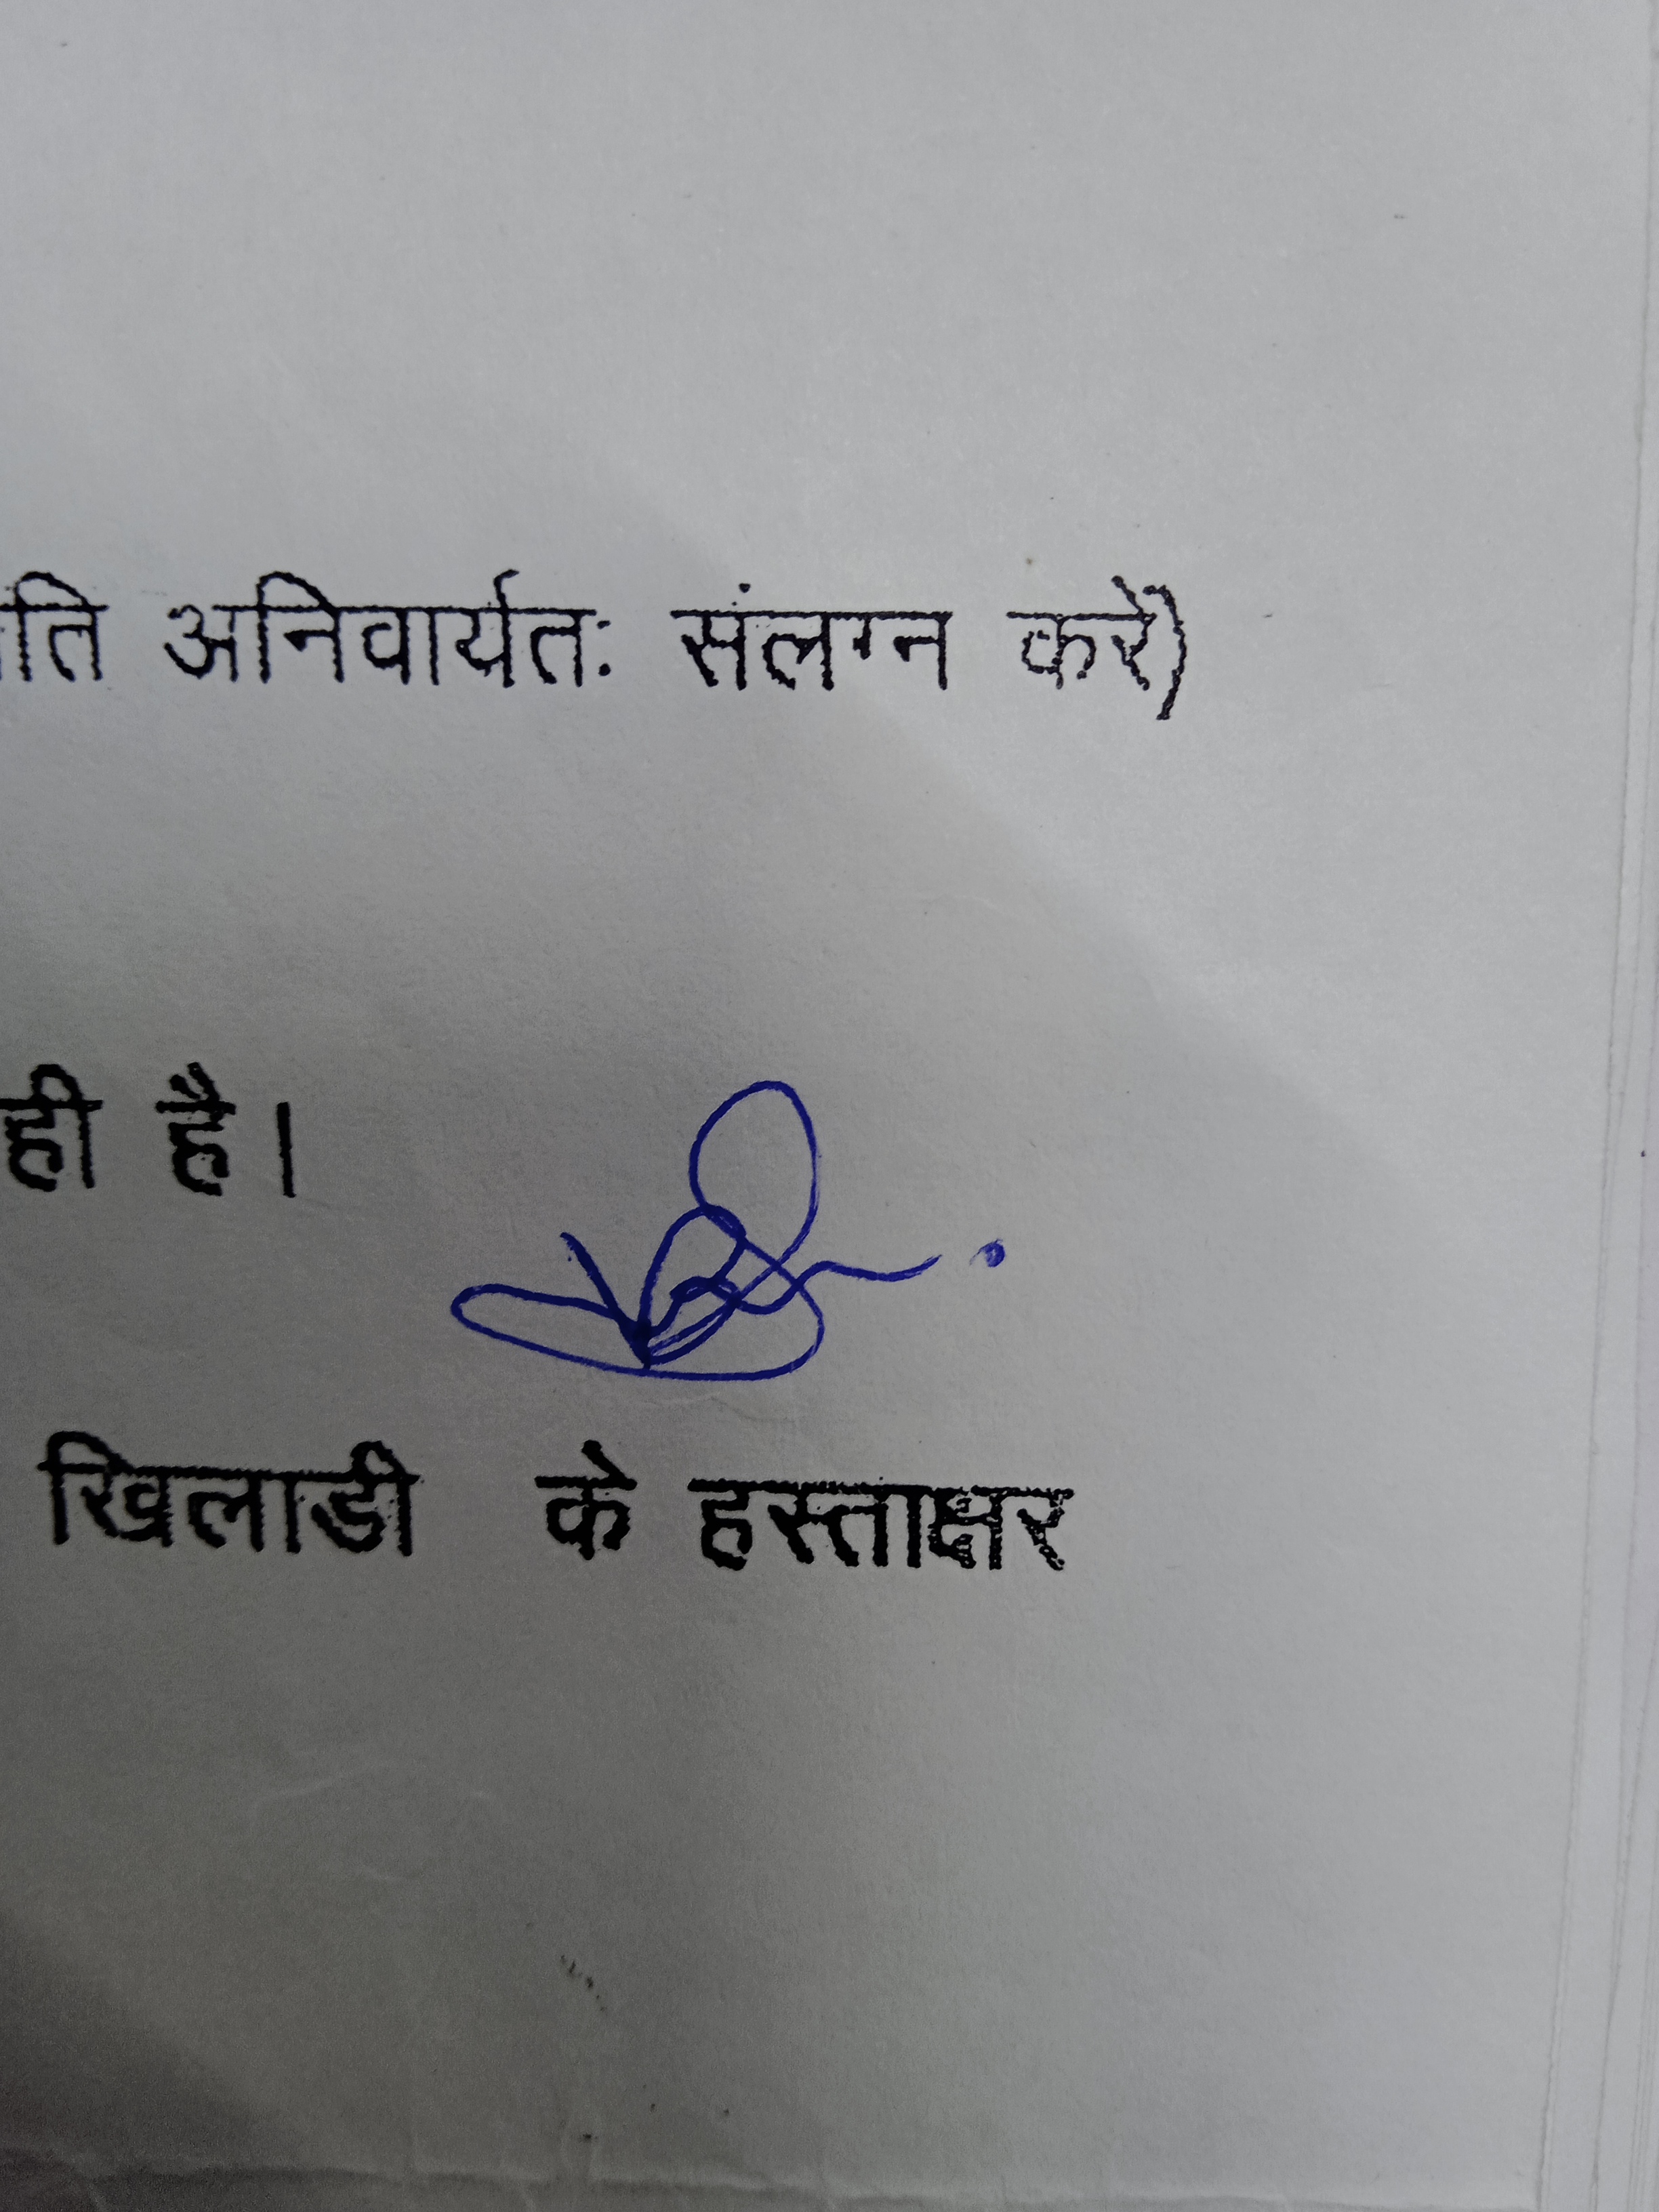 अनिवार्यतः संलग्न करें)
है।
खिलाडी के हस्ताक्षर